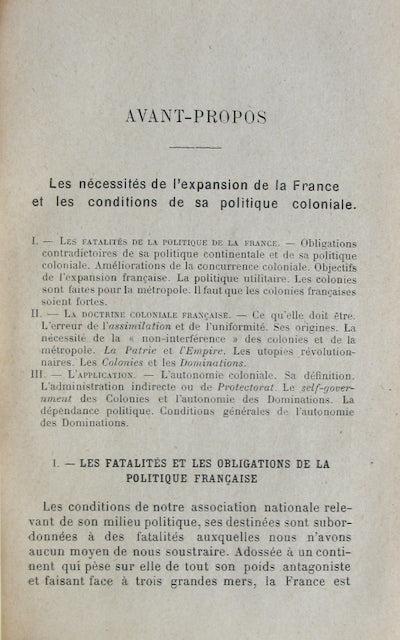 AVANT-PROPOS
Les nécessités de l'expansion de la France
et les conditions de sa politique coloniale.
I. — LES FATALITÉS DE LA POLITIQUE DE LA FRANCE. — Obligations
contradictoires de sa politique continentale et de sa politique
coloniale. Améliorations de la concurrence coloniale. Objectifs
de l'expansion française. La politique utilitaire. Les colonies
sont faites pour la métropole. Il faut que les colonies françaises
soient fortes.
II. — LA DOCTRINE COLONIALE FRANÇAISE. — Ce qu'elle doit être.
L'erreur de l'assimilation et de l'uniformité. Ses origines. La
nécessité de la « non-interférence » des colonies et de la
métropole. La Patrie et l'Empire. Les utopies révolution-
naires. Les Colonies et les Dominations.
III. — L'APPLICATION. — L'autonomie coloniale. Sa définition.
L'administration indirecte ou de Protectorat. Le self-gover-
nment des Colonies et l'autonomie des Dominations. La
dépendance politique. Conditions générales de l'autonomie
des Dominations.
I. — LES FATALITÉS ET LES OBLIGATIONS DE LA
POLITIQUE FRANÇAISE
Les conditions de notre association nationale rele-
vant de son milieu politique, ses destinées sont subor-
données à des fatalités auxquelles nous n'avons
aucun moyen de nous soustraire. Adossée à un conti-
nent qui pèse sur elle de tout son poids antagoniste
et faisant face à trois grandes mers, la France est